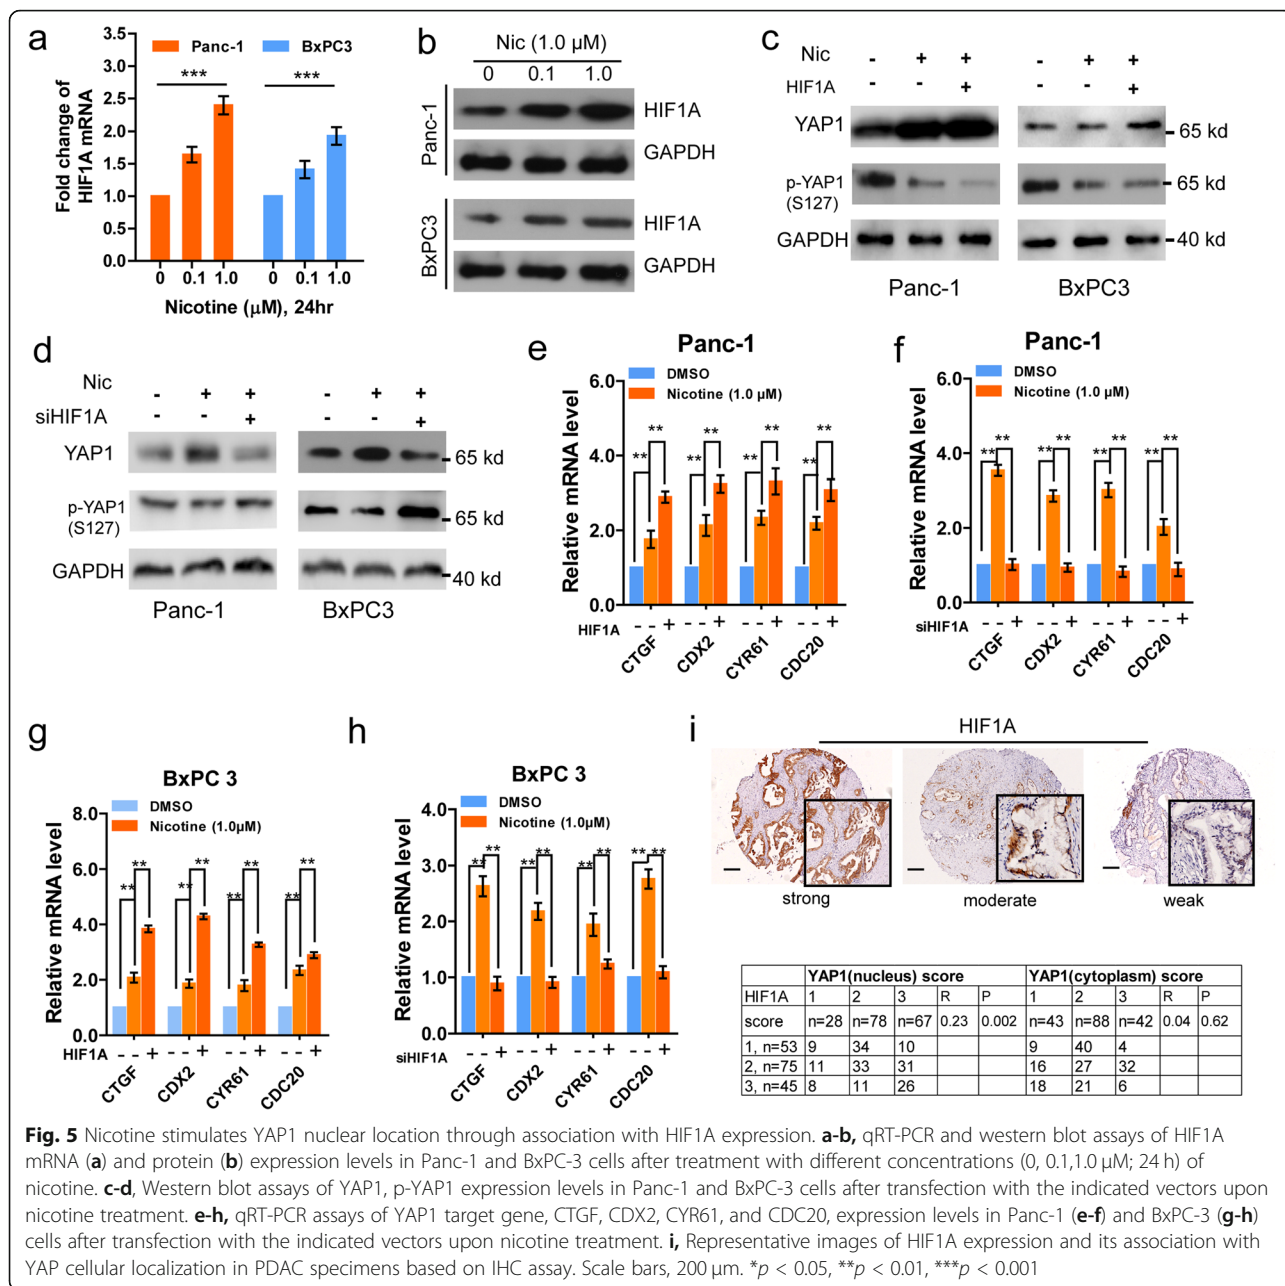 a
Panc-1 BxPC3
Fold change of
HIF1A mRNA
3.5
3.0
2.5
2.0
1.5
1.0
0.5
0.0
*** ***
0 0.1 1.0 0 0.1 1.0
Nicotine (µM), 24hr
b
Nic (1.0 µM)
0 0.1 1.0
Panc-1
HIF1A
GAPDH
BxPC3
HIF1A
GAPDH
c
Nic - + + - + +
HIF1A - - + - - +
YAP1 65 kd
p-YAP1 65 kd
(S127)
GAPDH 40 kd
Panc-1 BxPC3
d
Nic - + + - + +
siHIF1A - - + - - +
YAP1 65 kd
p-YAP1
(S127) 65 kd
GAPDH 40 kd
Panc-1 BxPC3
e
Panc-1
DMSO
Nicotine (1.0 µM)
Relative mRNA level
6.0
4.0
2.0
0.0
** ** ** ** ** ** ** **
HIF1A - - + - - + - - + - - +
CTGF CDX2 CYR61 CDC20
f
Panc-1
DMSO
Nicotine (1.0 µM)
Relative mRNA level
6.0
4.0
2.0
0.0
** ** ** ** ** ** ** **
siHIF1A - - + - - + - - + - - +
CTGF CDX2 CYR61 CDC20
g
BxPC 3
DMSO
Nicotine (1.0µM)
Relative mRNA level
8.0
6.0
4.0
2.0
0.0
** ** ** ** ** ** ** **
HIF1A - - + - - + - - + - - +
CTGF CDX2 CYR61 CDC20
h
BxPC 3
DMSO
Nicotine (1.0µM)
Relative mRNA level
4.0
3.0
2.0
1.0
0.0
** ** ** ** ** ** ** **
siHIF1A - - + - - + - - + - - +
CTGF CDX2 CYR61 CDC20
i
HIF1A
strong moderate weak
YAP1(nucleus) score YAP1(cytoplasm) score
HIF1A 1 2 3 R P 1 2 3 R P
score n=28 n=78 n=67 0.23 0.002 n=43 n=88 n=42 0.04 0.62
1, n=53 9 34 10 9 40 4
2, n=75 11 33 31 16 27 32
3, n=45 8 11 26 18 21 6
Fig. 5 Nicotine stimulates YAP1 nuclear location through association with HIF1A expression. a-b, qRT-PCR and western blot assays of HIF1A
mRNA (a) and protein (b) expression levels in Panc-1 and BxPC-3 cells after treatment with different concentrations (0, 0.1,1.0 µM; 24 h) of
nicotine. c-d, Western blot assays of YAP1, p-YAP1 expression levels in Panc-1 and BxPC-3 cells after transfection with the indicated vectors upon
nicotine treatment. e-h, qRT-PCR assays of YAP1 target gene, CTGF, CDX2, CYR61, and CDC20, expression levels in Panc-1 (e-f) and BxPC-3 (g-h)
cells after transfection with the indicated vectors upon nicotine treatment. i, Representative images of HIF1A expression and its association with
YAP cellular localization in PDAC specimens based on IHC assay. Scale bars, 200 µm. *p < 0.05, **p < 0.01, ***p < 0.001